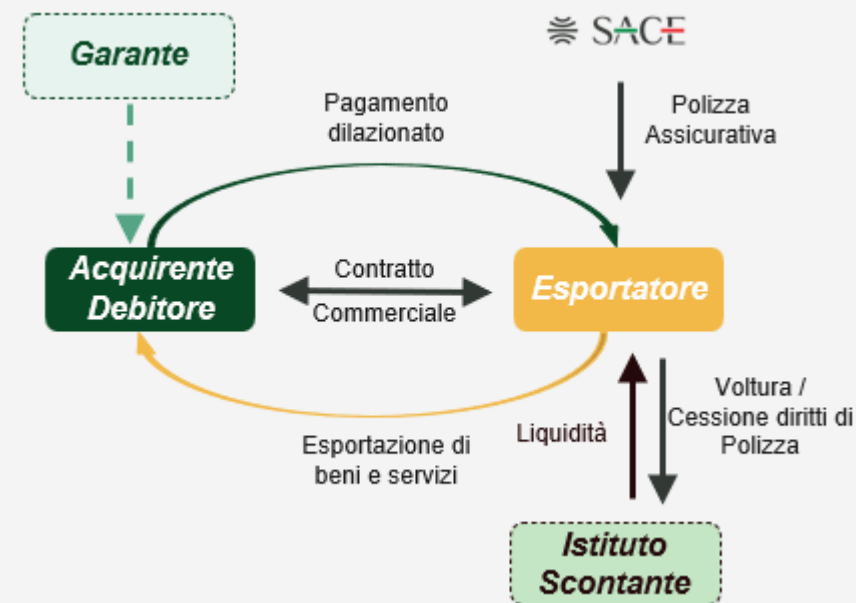 Garante
SACE
Pagamento
dilazionato
Polizza
Assicurativa
Acquirente
Debitore
Contratto
Commerciale
Esportatore
Esportazione di
beni e servizi
Liquidità
Voltura /
Cessione diritti di
Polizza
Istituto
Scontante